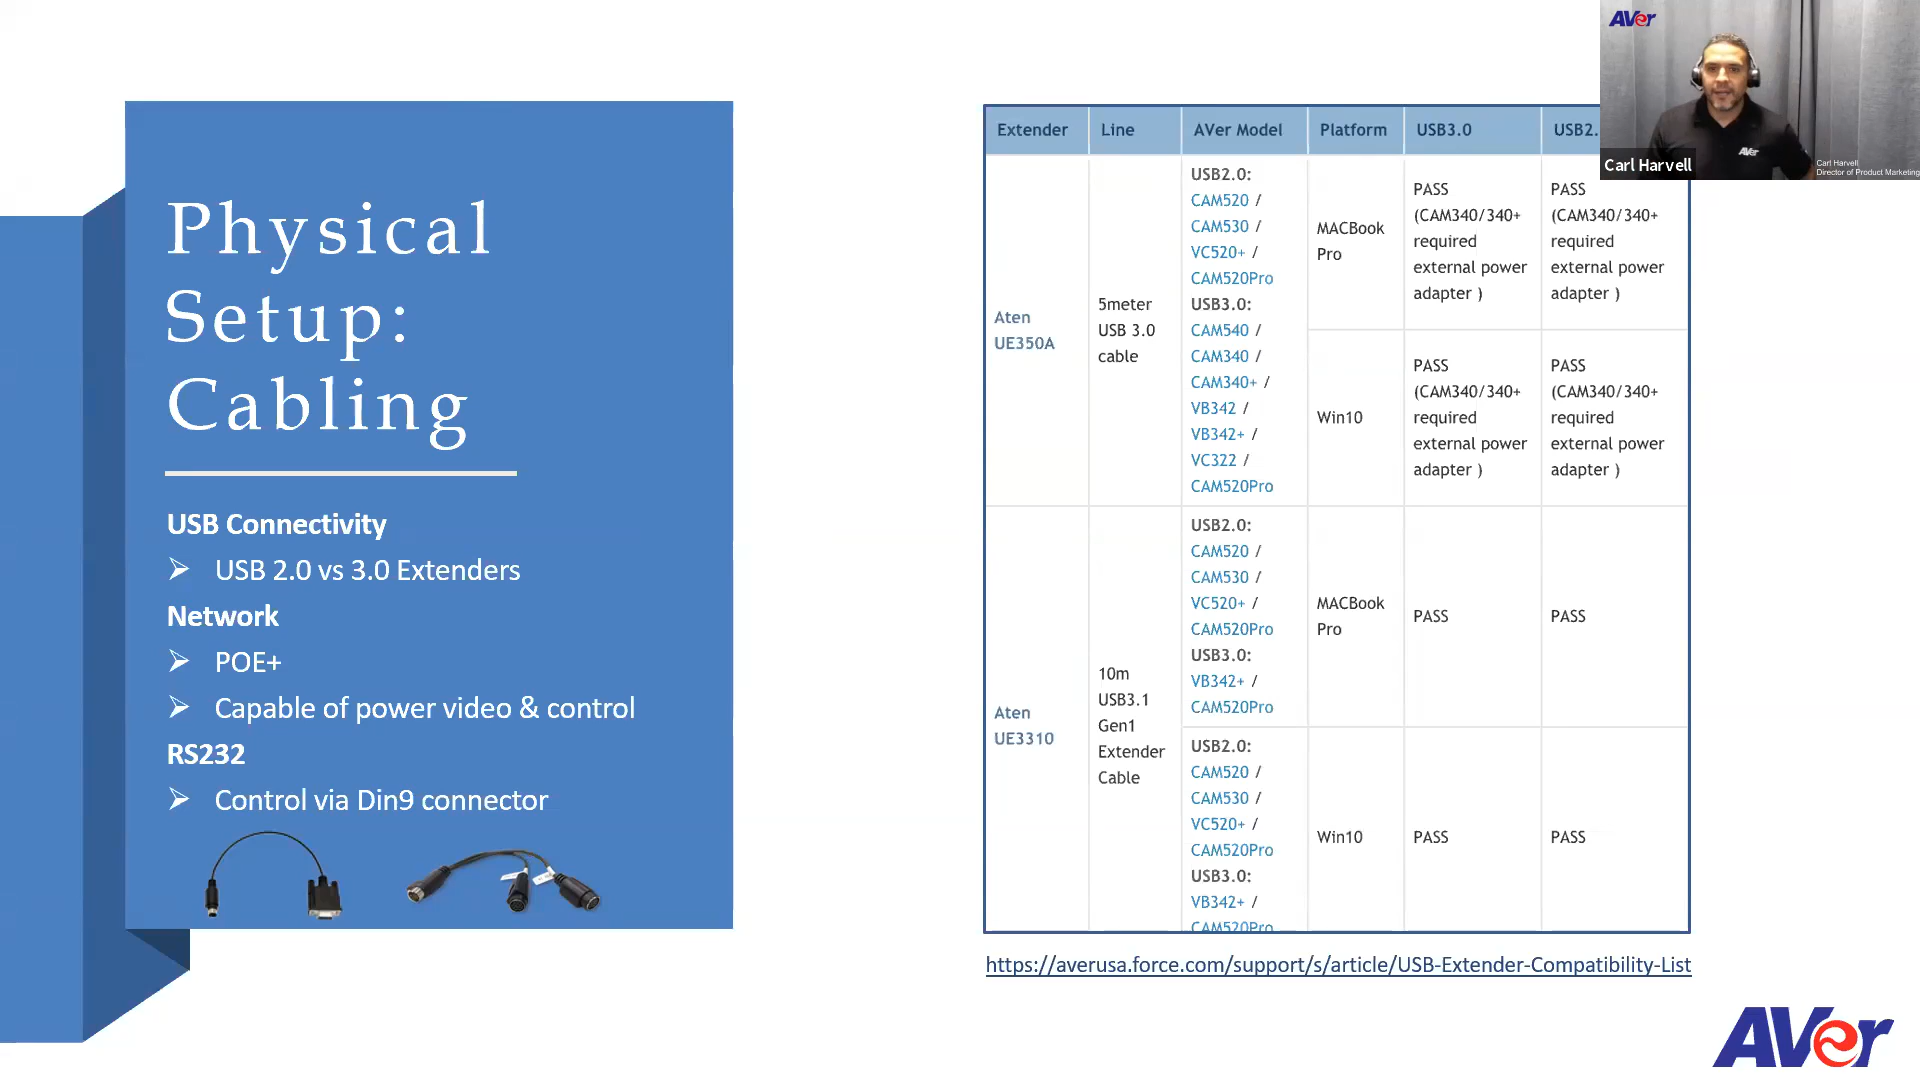 Physical
Setup:
Cabling
USB Connectivity
➢ USB 2.0 vs 3.0 Extenders
Network
➢ POE+
➢ Capable of power video & control
RS232
➢ Control via Din9 connector
Extender Line AVer Model Platform USB3.0 USB2.
Aten
UE350A
5meter
USB 3.0
cable
USB2.0:
CAM520 /
CAM530 /
VC520+ /
CAM520Pro
USB3.0:
CAM540 /
CAM340 /
CAM340+ /
VB342 /
VB342+ /
VC322 /
CAM520Pro
MACBook
Pro
PASS
(CAM340/340+
required
external power
adapter )
PASS
(CAM340/340+
required
external power
adapter )
Win10
PASS
(CAM340/340+
required
external power
adapter )
PASS
(CAM340/340+
required
external power
adapter )
Aten
UE3310
10m
USB3.1
Gen1
Extender
Cable
USB2.0:
CAM520 /
CAM530 /
VC520+ /
CAM520Pro
USB3.0:
VB342+ /
CAM520Pro
MACBook
Pro
PASS
PASS
USB2.0:
CAM520 /
CAM530 /
VC520+ /
CAM520Pro
USB3.0:
VB342+ /
CAM520Pro
Win10
PASS
PASS
https://averusa.force.com/support/s/article/USB-Extender-Compatibility-List
AVer
AVer
AVer
Carl Harvell
Carl Harvell
Director of Product Marketing